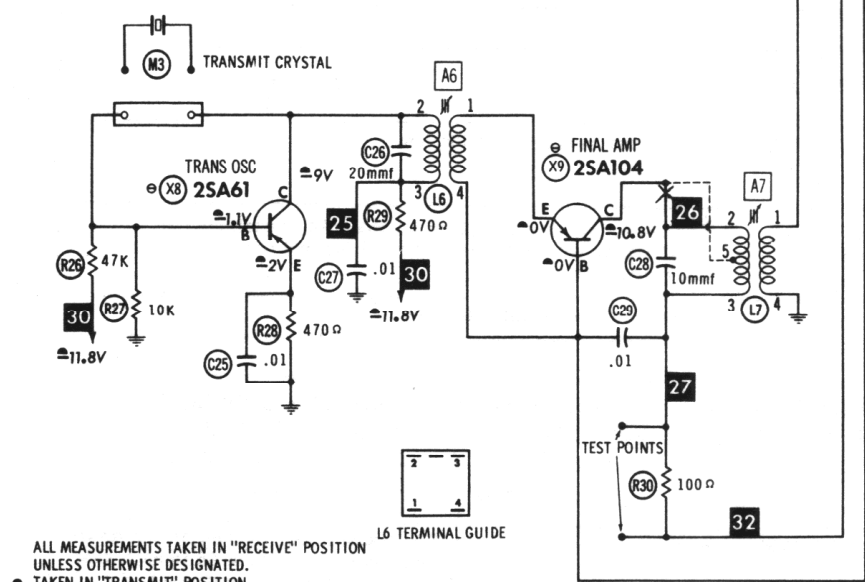 M3 TRANSMIT CRYSTAL
A6
2 1
C26
20mmf
3 4
L6
TRANS OSC
X8 2SA61
C
-9V
-1.1V
B
-2V
E
25
R29
470Ω
C27
.01
30
-11.8V
R26
47K
30
-11.8V
R27
10K
R28
470Ω
C25
.01
FINAL AMP
X9 2SA104
E C
-0V
-10.8V
-0V
B
26
A7
2 1
5
C28
10mmf
3 4
L7
C29
.01
27
TEST POINTS
R30
100Ω
32
2 3
1 4
L6 TERMINAL GUIDE
ALL MEASUREMENTS TAKEN IN "RECEIVE" POSITION
UNLESS OTHERWISE DESIGNATED.
TAKEN IN "TRANSMIT" POSITION